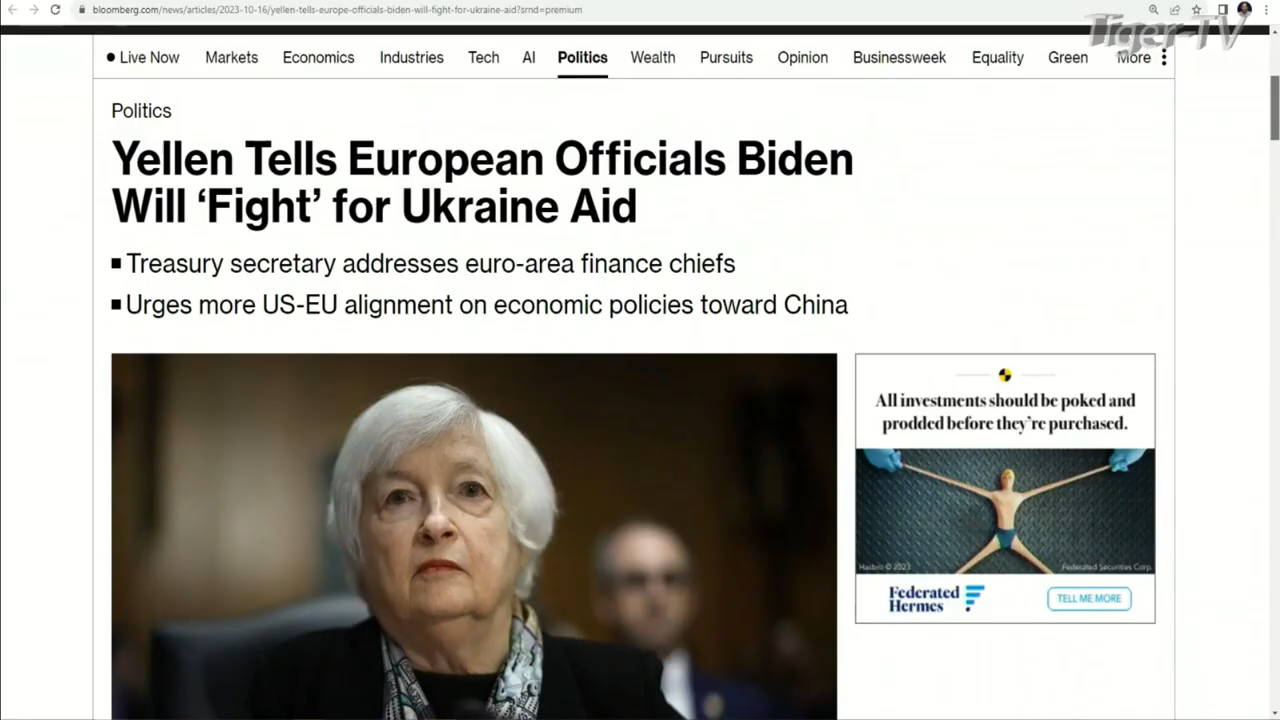 bloomberg.com/news/articles/2023-10-16/yellen-tells-europe-officials-biden-will-fight-for-ukraine-aid?srnd=premium
Tiger-TV
Live Now Markets Economics Industries Tech AI Politics Wealth Pursuits Opinion Businessweek Equality Green More
Politics
Yellen Tells European Officials Biden
Will ‘Fight’ for Ukraine Aid
Treasury secretary addresses euro-area finance chiefs
Urges more US-EU alignment on economic policies toward China
All investments should be poked and
prodded before they’re purchased.
Hasbro © 2023 Federated Securities Corp.
Federated
Hermes
TELL ME MORE